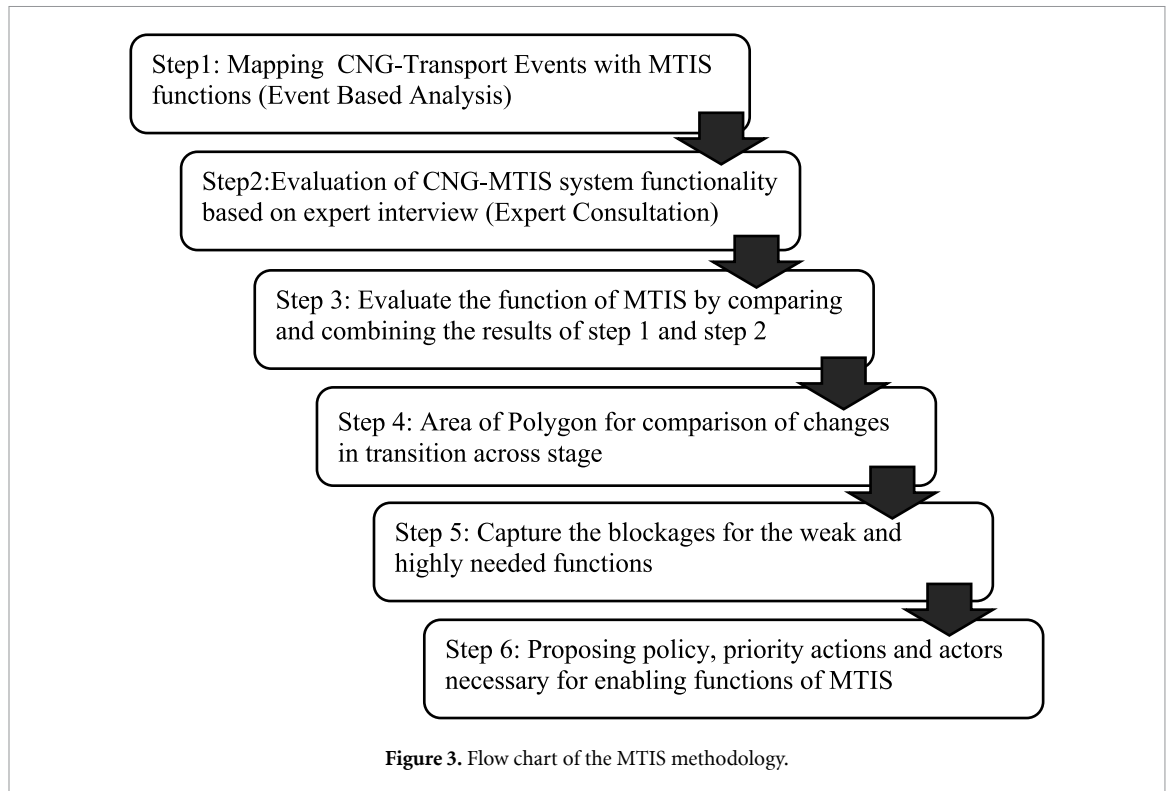 Step1: Mapping CNG-Transport Events with MTIS
functions (Event Based Analysis)
Step2:Evaluation of CNG-MTIS system functionality
based on expert interview (Expert Consultation)
Step 3: Evaluate the function of MTIS by comparing
and combining the results of step 1 and step 2
Step 4: Area of Polygon for comparison of changes
in transition across stage
Step 5: Capture the blockages for the weak and
highly needed functions
Step 6: Proposing policy, priority actions and actors
necessary for enabling functions of MTIS
Figure 3. Flow chart of the MTIS methodology.